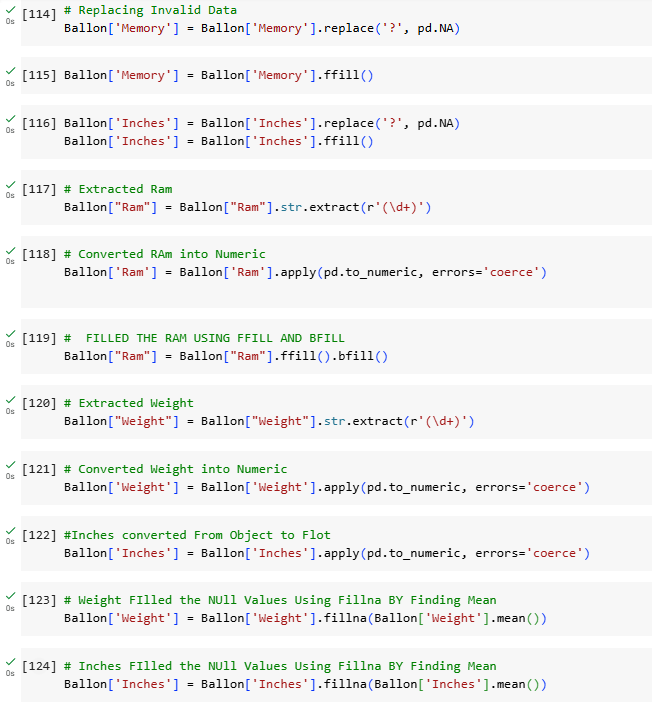 [114] # Replacing Invalid Data
Ballon['Memory'] = Ballon['Memory'].replace('?', pd.NA)
0s
[115] Ballon['Memory'] = Ballon['Memory'].ffill()
0s
[116] Ballon['Inches'] = Ballon['Inches'].replace('?', pd.NA)
0s
Ballon['Inches'] = Ballon['Inches'].ffill()
[117] # Extracted Ram
0s
Ballon["Ram"] = Ballon["Ram"].str.extract(r'(\d+)')
[118] # Converted RAm into Numeric
0s
Ballon['Ram'] = Ballon['Ram'].apply(pd.to_numeric, errors='coerce')
[119] #  FILLED THE RAM USING FFILL AND BFILL
0s
Ballon["Ram"] = Ballon["Ram"].ffill().bfill()
[120] # Extracted Weight
0s
Ballon["Weight"] = Ballon["Weight"].str.extract(r'(\d+)')
[121] # Converted Weight into Numeric
0s
Ballon['Weight'] = Ballon['Weight'].apply(pd.to_numeric, errors='coerce')
[122] #Inches converted From Object to Flot
0s
Ballon['Inches'] = Ballon['Inches'].apply(pd.to_numeric, errors='coerce')
[123] # Weight FIlled the NUll Values Using Fillna BY Finding Mean
0s
Ballon['Weight'] = Ballon['Weight'].fillna(Ballon['Weight'].mean())
[124] # Inches FIlled the NUll Values Using Fillna BY Finding Mean
0s
Ballon['Inches'] = Ballon['Inches'].fillna(Ballon['Inches'].mean())